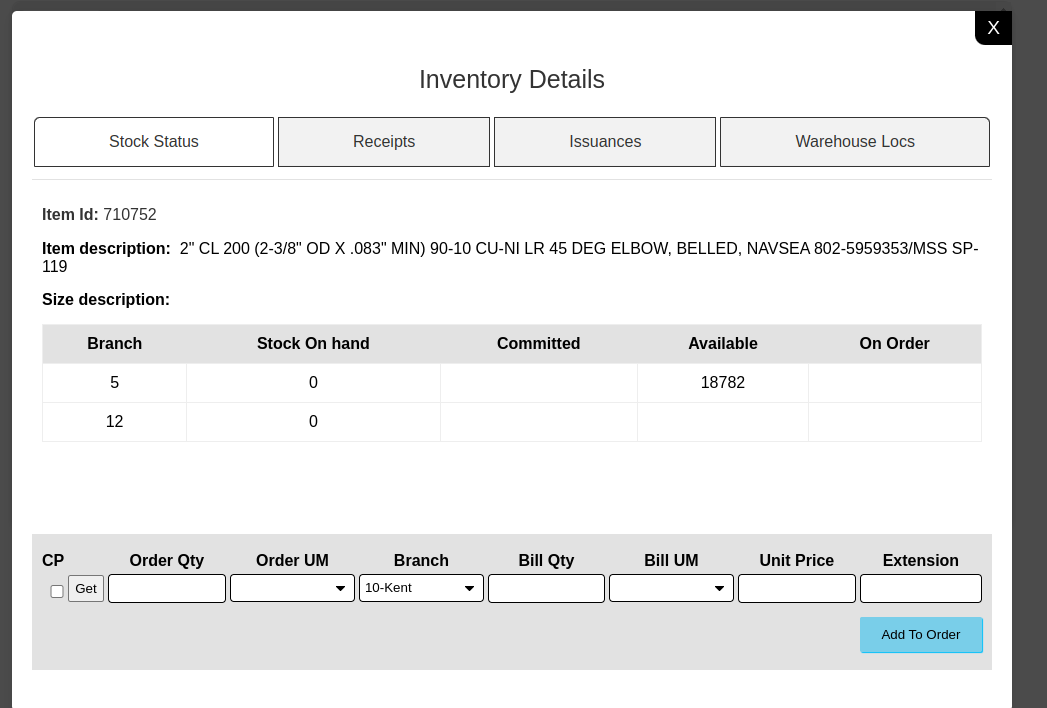 X
Inventory Details
Stock Status Receipts Issuances Warehouse Locs
Item Id: 710752
Item description: 2" CL 200 (2-3/8" OD X .083" MIN) 90-10 CU-NI LR 45 DEG ELBOW, BELLED, NAVSEA 802-5959353/MSS SP-
119
Size description:
Branch Stock On hand Committed Available On Order
5 0 18782
12 0
CP Order Qty Order UM Branch Bill Qty Bill UM Unit Price Extension
Get 10-Kent
Add To Order